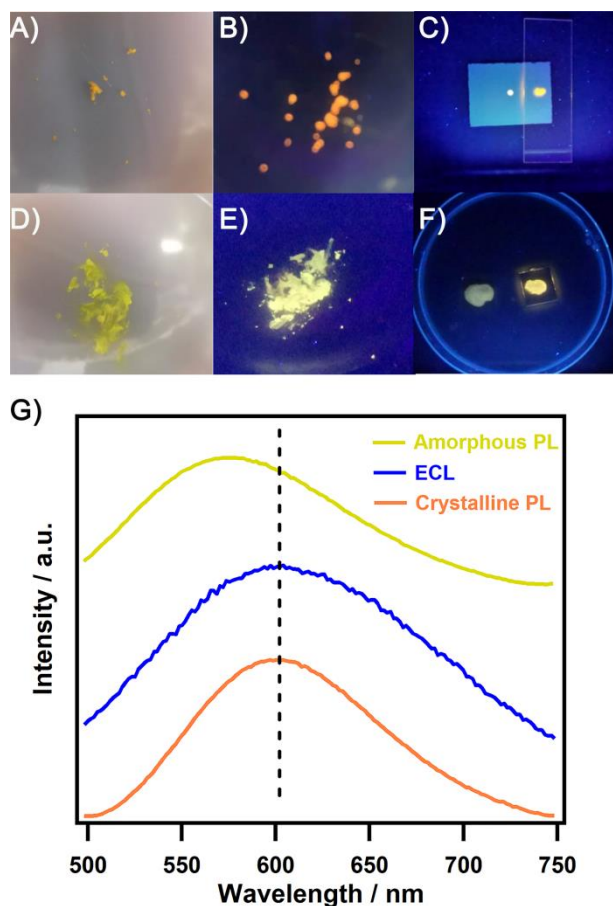 A)
B)
C)
D)
E)
F)
G)
Amorphous PL
ECL
Crystalline PL
Intensity / a.u.
500 550 600 650 700 750
Wavelength / nm